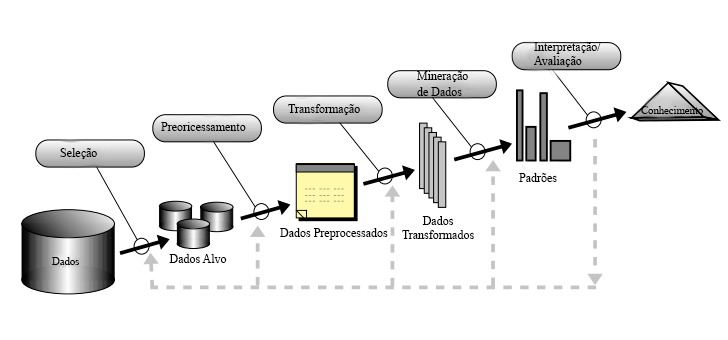 Interpretação/
Avaliação
Mineração
de Dados
Transformação
Preoricessamento
Seleção
Conhecimento
Padrões
Dados
Transformados
Dados Preprocessados
Dados Alvo
Dados